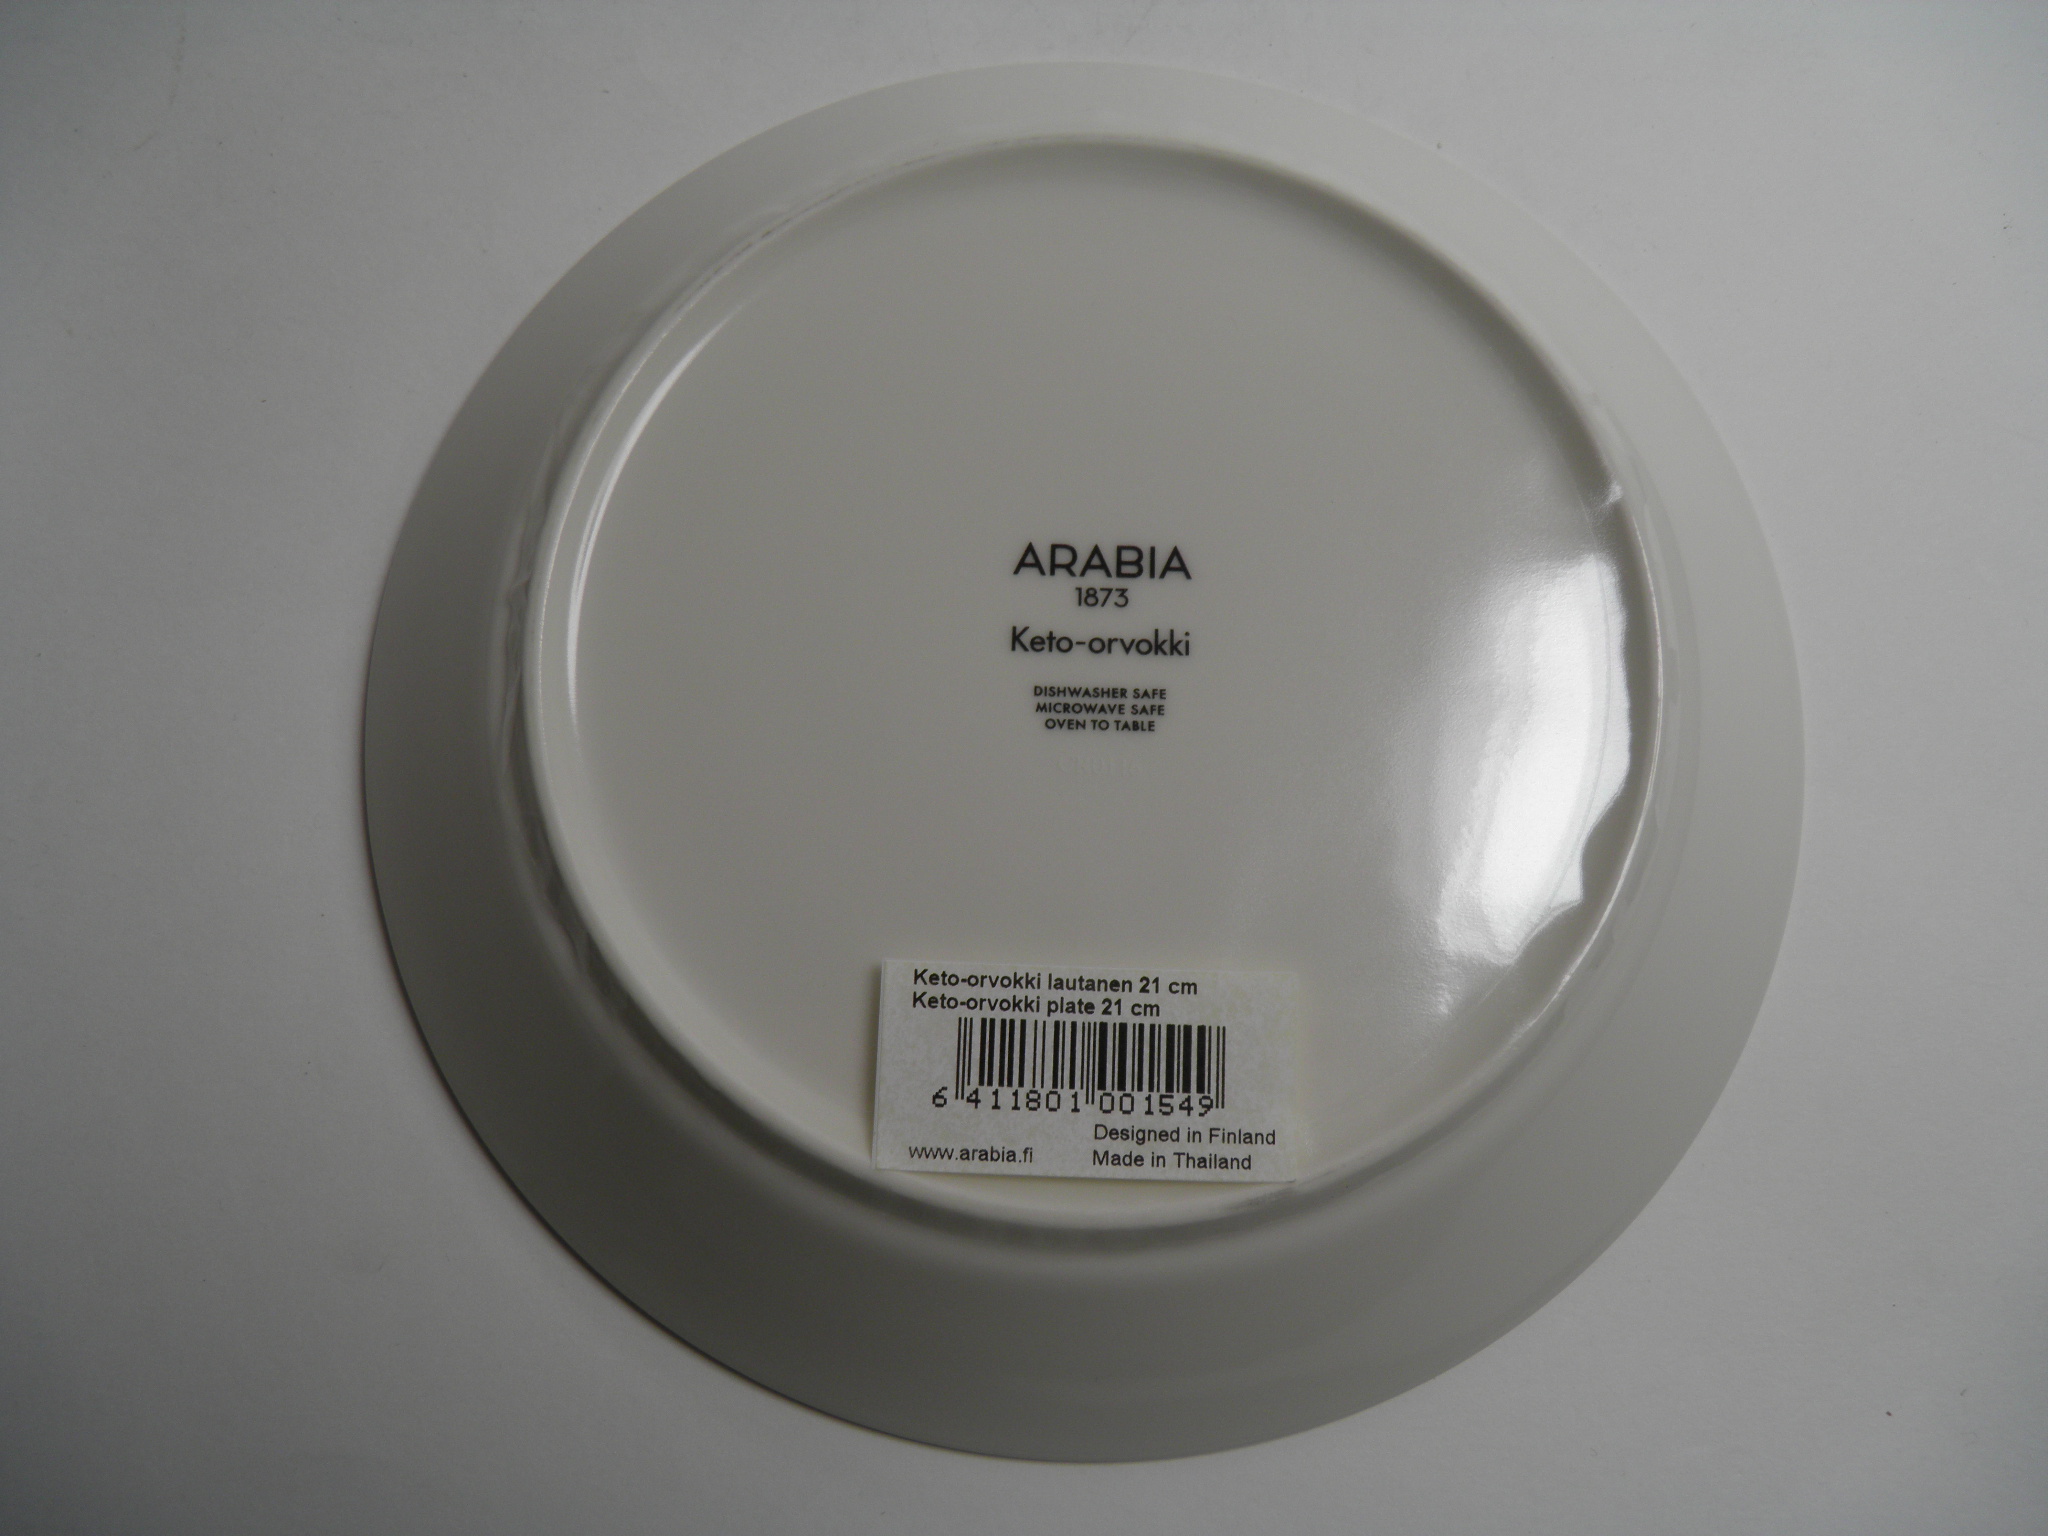 ARABIA
1873
Keto-orvokki
DISHWASHER SAFE
MICROWAVE SAFE
OVEN TO TABLE
Keto-orvokki lautanen 21 cm
Keto-orvokki plate 21 cm
6 411801 001549
Designed in Finland
www.arabia.fi Made in Thailand